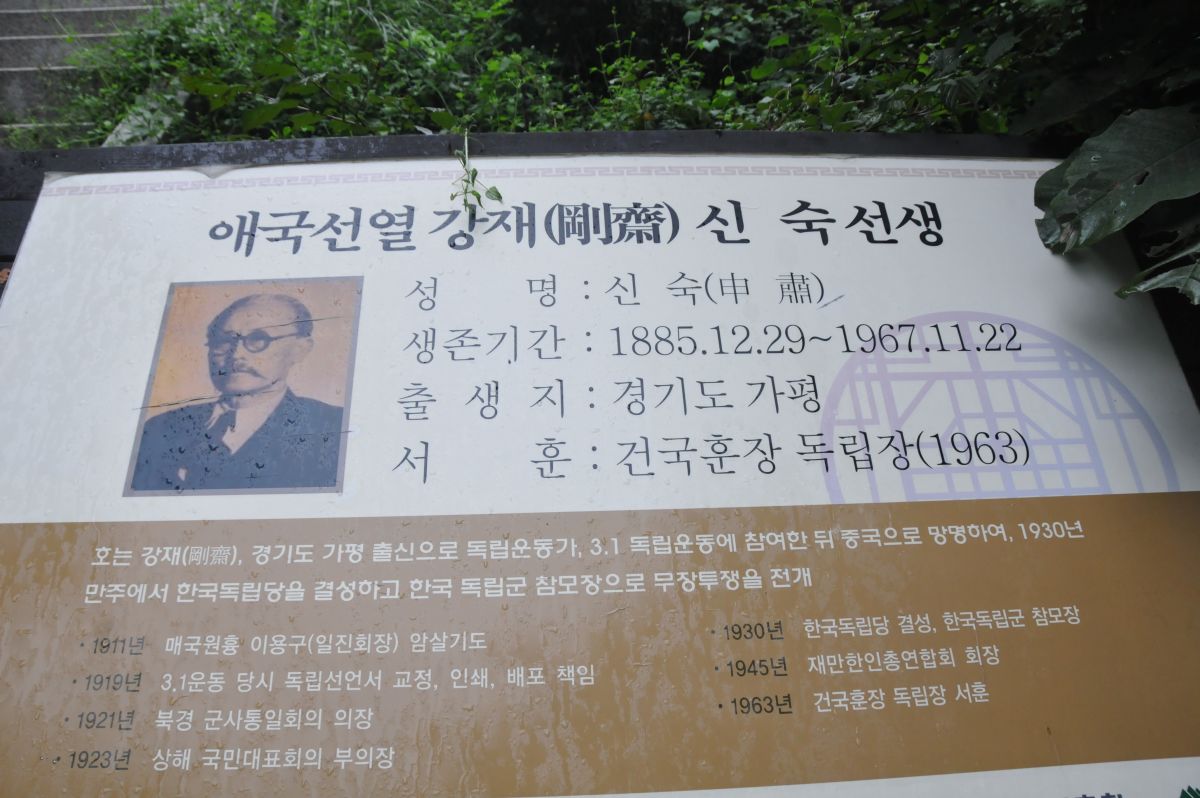 애국선열 강재(剛齋) 신 숙 선생
성 명 : 신 숙(申 肅)
생존기간 : 1885.12.29~1967.11.22
출 생 지 : 경기도 가평
서 훈 : 건국훈장 독립장(1963)
호는 강재(剛齋), 경기도 가평 출신으로 독립운동가, 3.1 독립운동에 참여한 뒤 중국으로 망명하여, 1930년
만주에서 한국독립당을 결성하고 한국 독립군 참모장으로 무장투쟁을 전개
· 1911년 매국원흉 이용구(일진회장) 암살기도
· 1919년 3.1운동 당시 독립선언서 교정, 인쇄, 배포 책임
· 1921년 북경 군사통일회의 의장
· 1923년 상해 국민대표회의 부의장
· 1930년 한국독립당 결성, 한국독립군 참모장
· 1945년 재만한인총연합회 회장
· 1963년 건국훈장 독립장 서훈